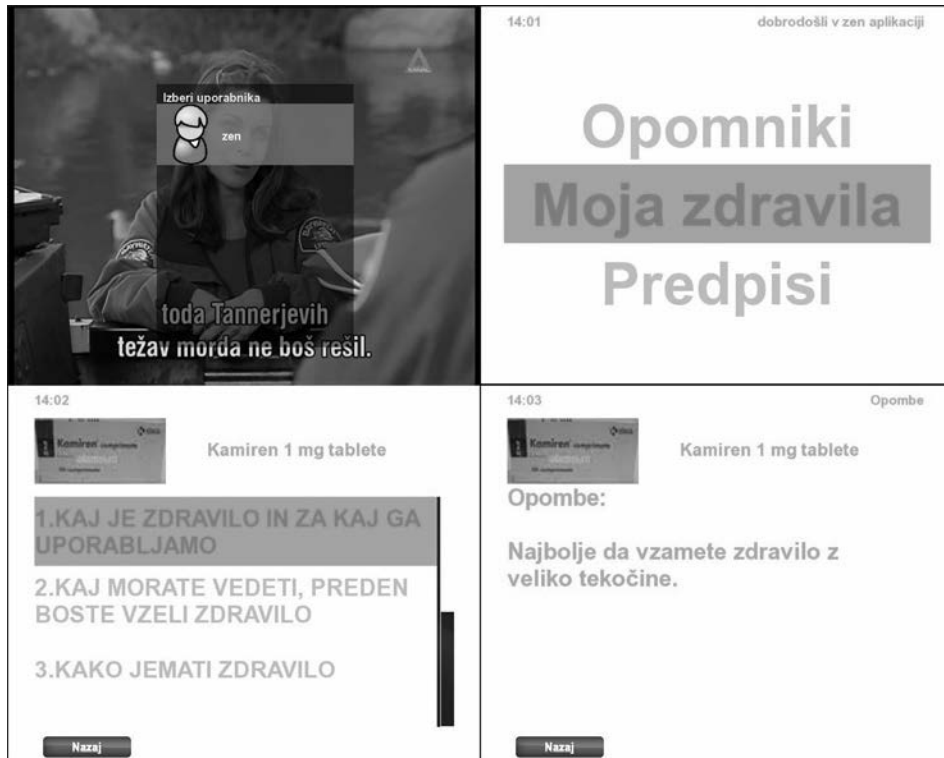 Izberi uporabnika
zen
toda Tannerjevih
težav morda ne boš rešil.
14:01
dobrodošli v zen aplikaciji
Opomniki
Moja zdravila
Predpisi
14:02
Kamiren
Kamiren 1 mg tablete
1.KAJ JE ZDRAVILO IN ZA KAJ GA
UPORABLJAMO
2.KAJ MORATE VEDETI, PREDEN
BOSTE VZELI ZDRAVILO
3.KAKO JEMATI ZDRAVILO
Nazaj
14:03
Opombe
Kamiren
Kamiren 1 mg tablete
Opombe:
Najbolje da vzamete zdravilo z
veliko tekočine.
Nazaj